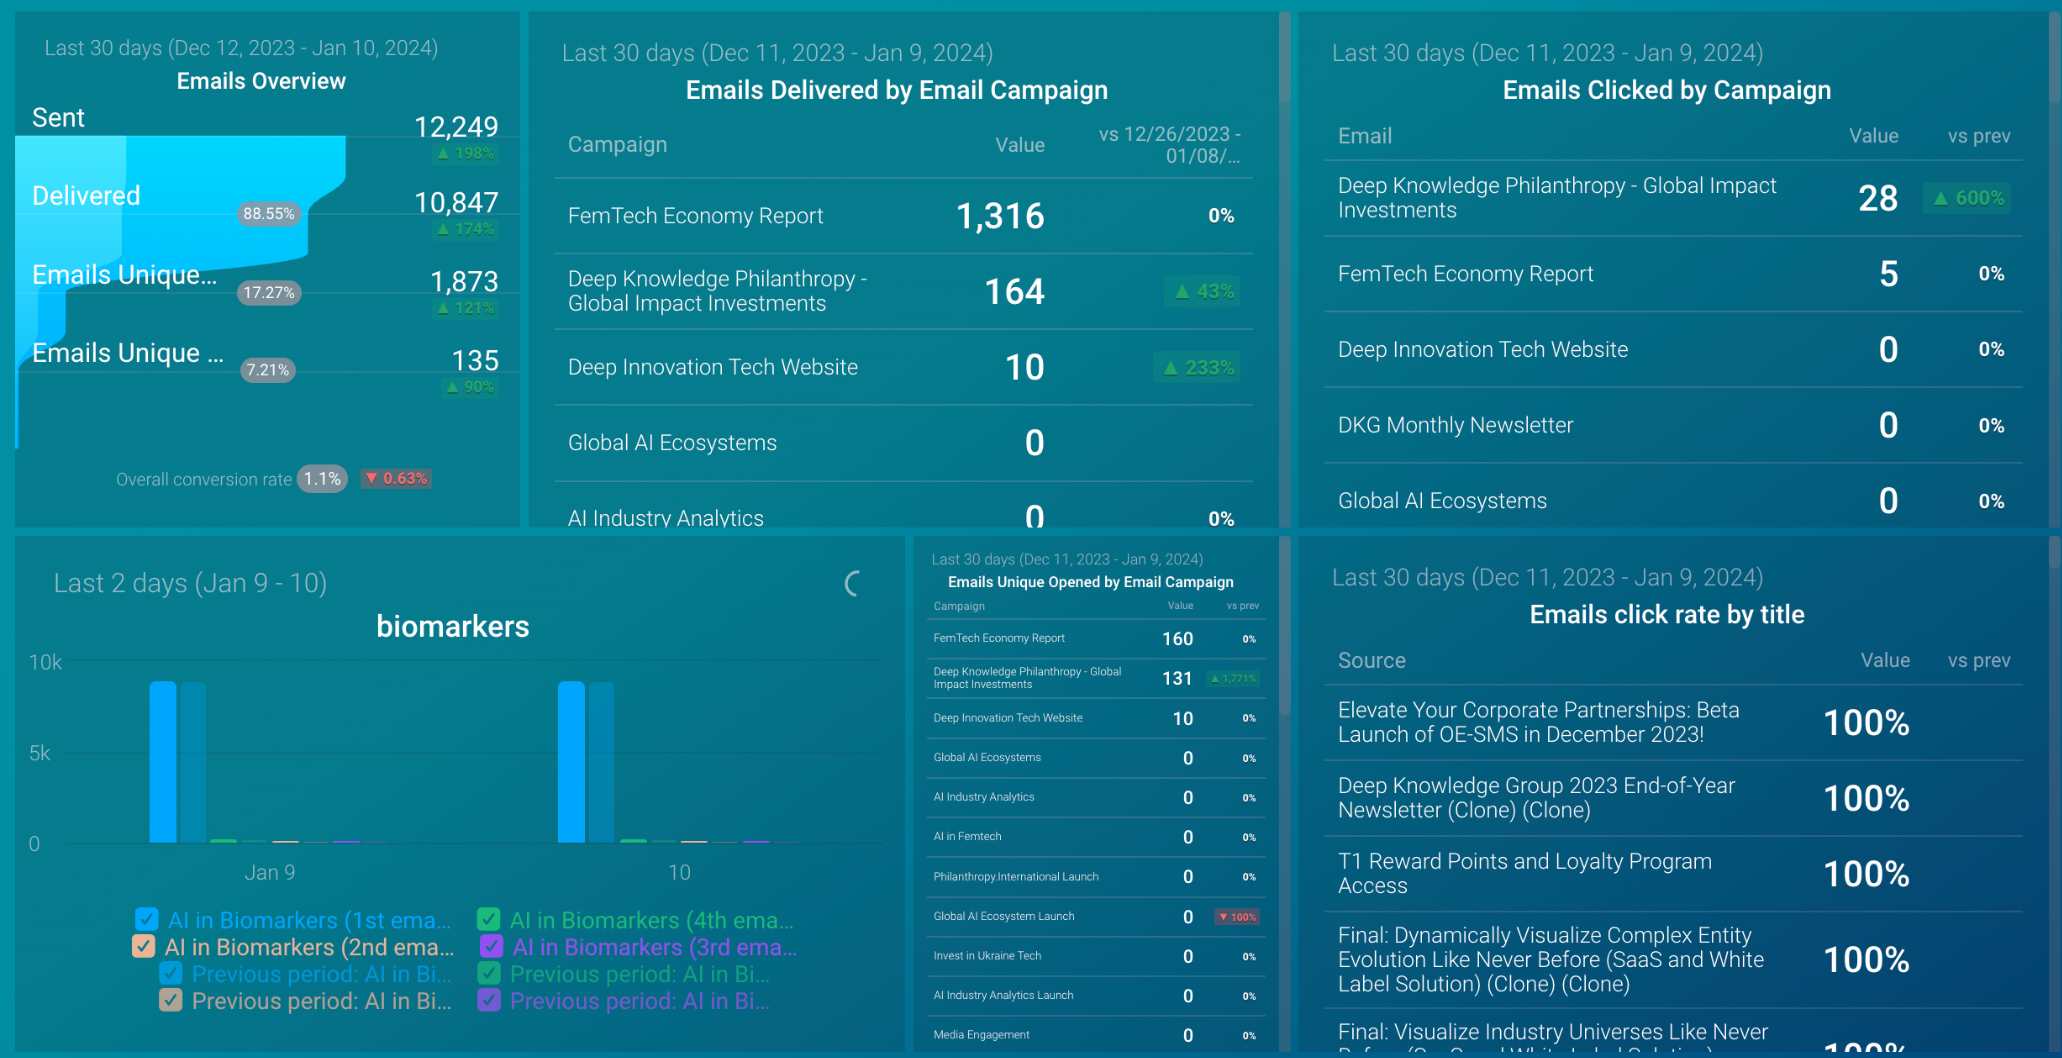 Last 30 days (Dec 12, 2023 - Jan 10, 2024)
Emails Overview
Sent
12,249
▲ 198%
Delivered
88.55%
10,847
▲ 174%
Emails Unique...
17.27%
1,873
▲ 121%
Emails Unique ...
7.21%
135
▲ 90%
Overall conversion rate 1.1% ▼ 0.63%
Last 30 days (Dec 11, 2023 - Jan 9, 2024)
Emails Delivered by Email Campaign
Campaign Value vs 12/26/2023 -
01/08/...
FemTech Economy Report 1,316 0%
Deep Knowledge Philanthropy -
Global Impact Investments 164 ▲ 43%
Deep Innovation Tech Website 10 ▲ 233%
Global AI Ecosystems 0
AI Industry Analytics 0 0%
Last 30 days (Dec 11, 2023 - Jan 9, 2024)
Emails Clicked by Campaign
Email Value vs prev
Deep Knowledge Philanthropy - Global Impact
Investments 28 ▲ 600%
FemTech Economy Report 5 0%
Deep Innovation Tech Website 0 0%
DKG Monthly Newsletter 0 0%
Global AI Ecosystems 0 0%
Last 2 days (Jan 9 - 10)
biomarkers
10k
5k
0
Jan 9 10
AI in Biomarkers (1st ema... AI in Biomarkers (4th ema...
AI in Biomarkers (2nd ema... AI in Biomarkers (3rd ema...
Previous period: AI in Bi... Previous period: AI in Bi...
Previous period: AI in Bi... Previous period: AI in Bi...
Last 30 days (Dec 11, 2023 - Jan 9, 2024)
Emails Unique Opened by Email Campaign
Campaign Value vs prev
FemTech Economy Report 160 0%
Deep Knowledge Philanthropy - Global
Impact Investments 131 ▲ 1,771%
Deep Innovation Tech Website 10 0%
Global AI Ecosystems 0 0%
AI Industry Analytics 0 0%
AI in Femtech 0 0%
Philanthropy.International Launch 0 0%
Global AI Ecosystem Launch 0 ▼ 100%
Invest in Ukraine Tech 0 0%
AI Industry Analytics Launch 0 0%
Media Engagement 0 0%
Last 30 days (Dec 11, 2023 - Jan 9, 2024)
Emails click rate by title
Source Value vs prev
Elevate Your Corporate Partnerships: Beta
Launch of OE-SMS in December 2023! 100%
Deep Knowledge Group 2023 End-of-Year
Newsletter (Clone) (Clone) 100%
T1 Reward Points and Loyalty Program
Access 100%
Final: Dynamically Visualize Complex Entity
Evolution Like Never Before (SaaS and White
Label Solution) (Clone) (Clone) 100%
Final: Visualize Industry Universes Like Never